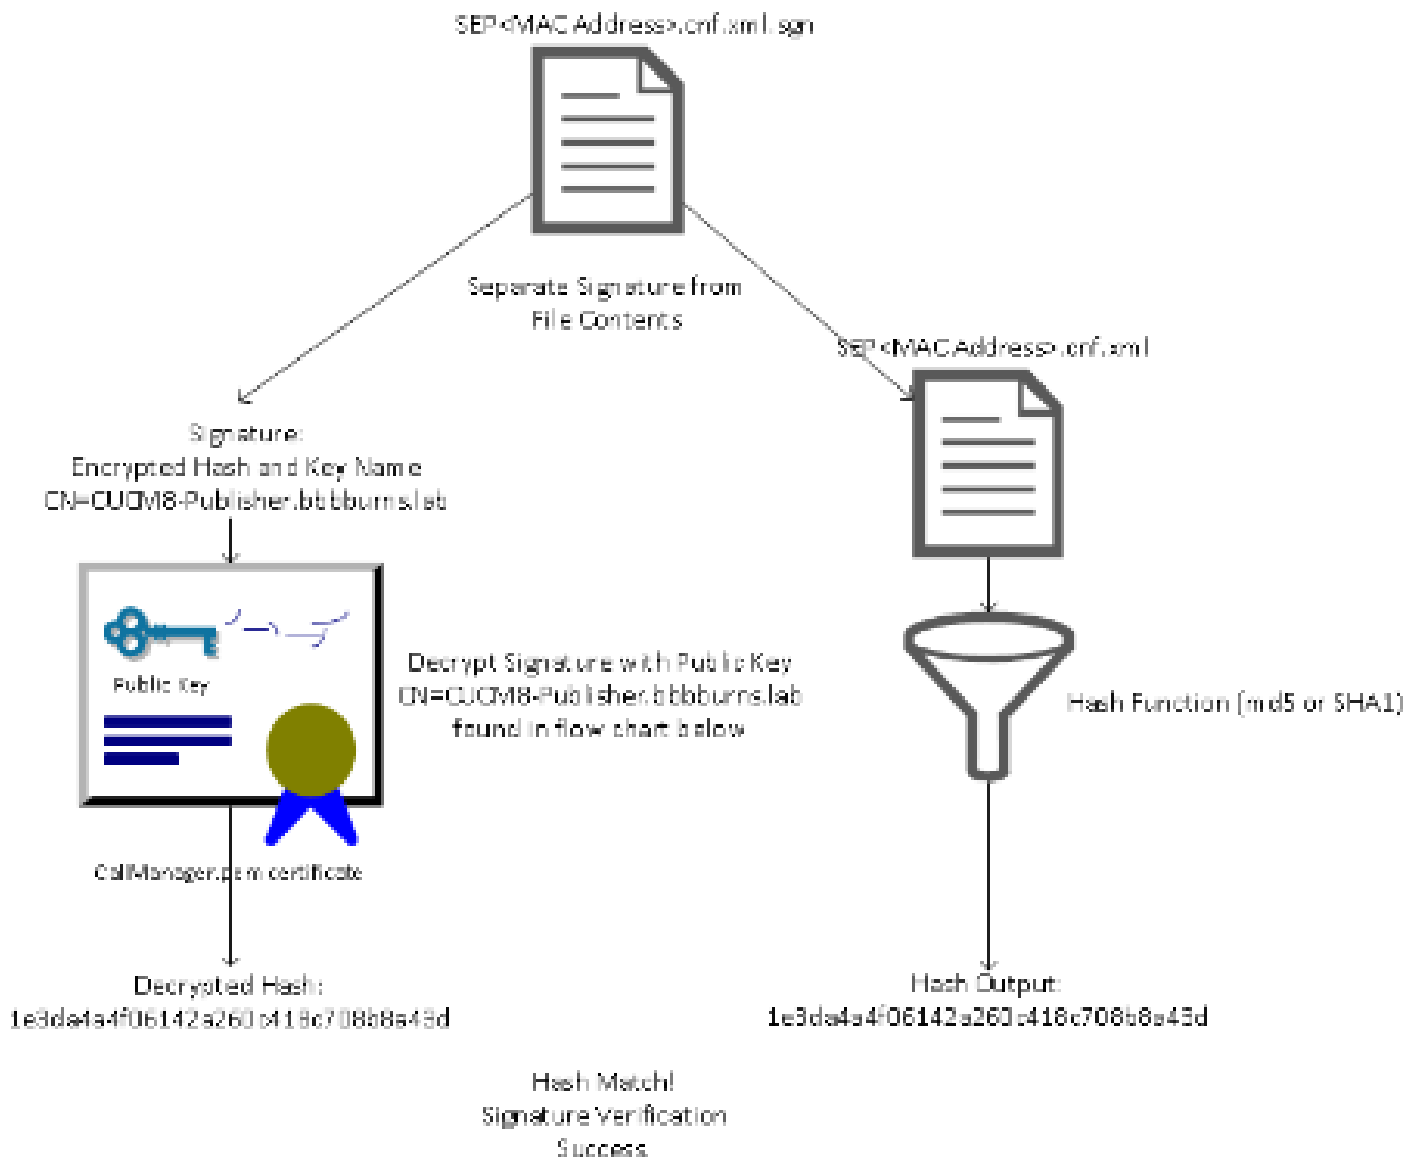 SEP<MAC Address>.cnf.xml.sgn
Separate Signature from
File Contents
SEP<MAC Address>.cnf.xml
Signature:
Encrypted Hash and Key Name
CN=CUCM8-Publisher.bbbburns.lab
Public Key
Decrypt Signature with Public Key
CN=CUCM8-Publisher.bbbburns.lab
found in flow chart below
Hash Function (md5 or SHA1)
CallManager.pem certificate
Decrypted Hash:
1e3da4a4f06142a260c418c708b8a43d
Hash Output:
1e3da4a4f06142a260c418c708b8a43d
Hash Match!
Signature Verification
Success